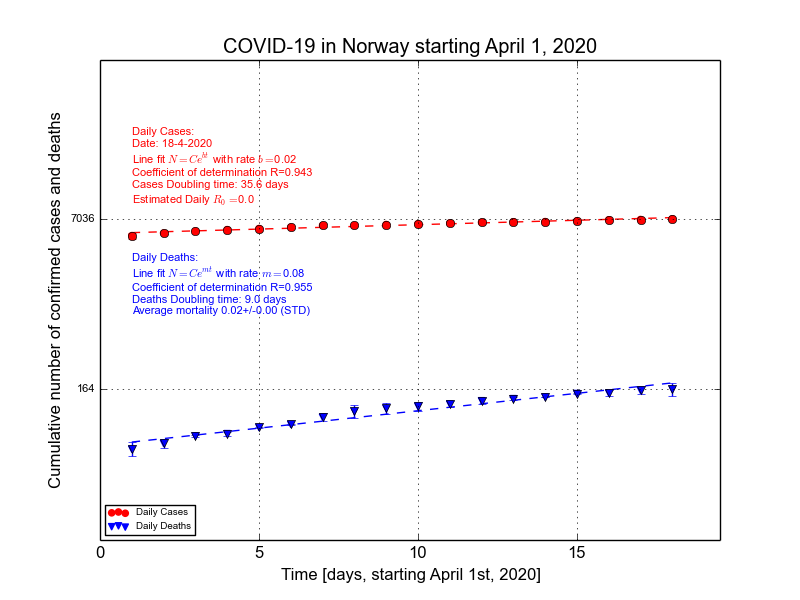 COVID-19 in Norway starting April 1, 2020
Cumulative number of confirmed cases and deaths
Daily Cases:
Date: 18-4-2020
Line fit N=Ce^{bt} with rate b=0.02
Coefficient of determination R=0.943
Cases Doubling time: 35.6 days
Estimated Daily R_0=0.0
7036
Daily Deaths:
Line fit N=Ce^{mt} with rate m=0.08
Coefficient of determination R=0.955
Deaths Doubling time: 9.0 days
Average mortality 0.02+/-0.00 (STD)
164
Daily Cases
Daily Deaths
0 5 10 15
Time [days, starting April 1st, 2020]